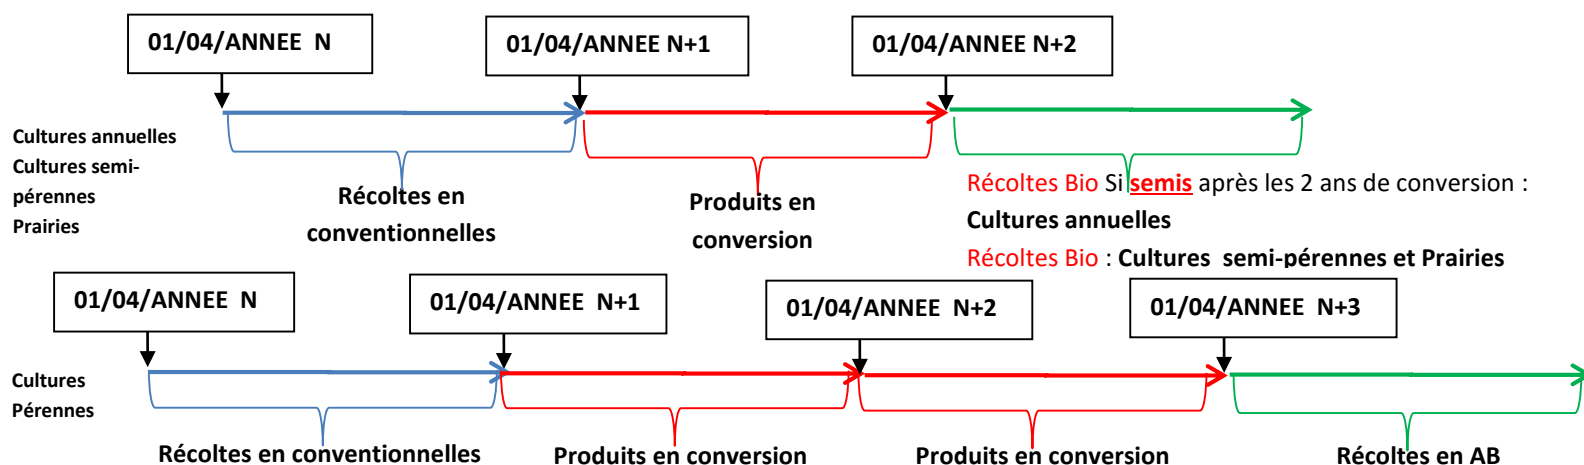 01/04/ANNEE  N
01/04/ANNEE N+1
01/04/ANNEE N+2
Cultures annuelles
Cultures semi-
pérennes
Prairies
Récoltes en
conventionnelles
Produits en
conversion
Récoltes Bio Si semis après les 2 ans de conversion :
Cultures annuelles
Récoltes Bio : Cultures  semi-pérennes et Prairies
01/04/ANNEE  N
01/04/ANNEE  N+1
01/04/ANNEE  N+2
01/04/ANNEE  N+3
Cultures
Pérennes
Récoltes en conventionnelles
Produits en conversion
Produits en conversion
Récoltes en AB